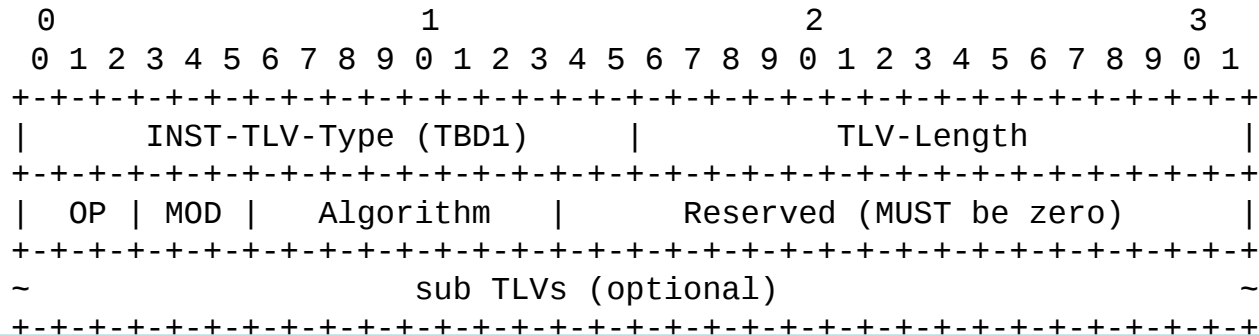 0                   1                   2                   3
 0 1 2 3 4 5 6 7 8 9 0 1 2 3 4 5 6 7 8 9 0 1 2 3 4 5 6 7 8 9 0 1
+-+-+-+-+-+-+-+-+-+-+-+-+-+-+-+-+-+-+-+-+-+-+-+-+-+-+-+-+-+-+-+-+
|      INST-TLV-Type (TBD1)     |          TLV-Length           |
+-+-+-+-+-+-+-+-+-+-+-+-+-+-+-+-+-+-+-+-+-+-+-+-+-+-+-+-+-+-+-+-+
|  OP | MOD |   Algorithm   |      Reserved (MUST be zero)      |
+-+-+-+-+-+-+-+-+-+-+-+-+-+-+-+-+-+-+-+-+-+-+-+-+-+-+-+-+-+-+-+-+
~                    sub TLVs (optional)                        ~
+-+-+-+-+-+-+-+-+-+-+-+-+-+-+-+-+-+-+-+-+-+-+-+-+-+-+-+-+-+-+-+-+